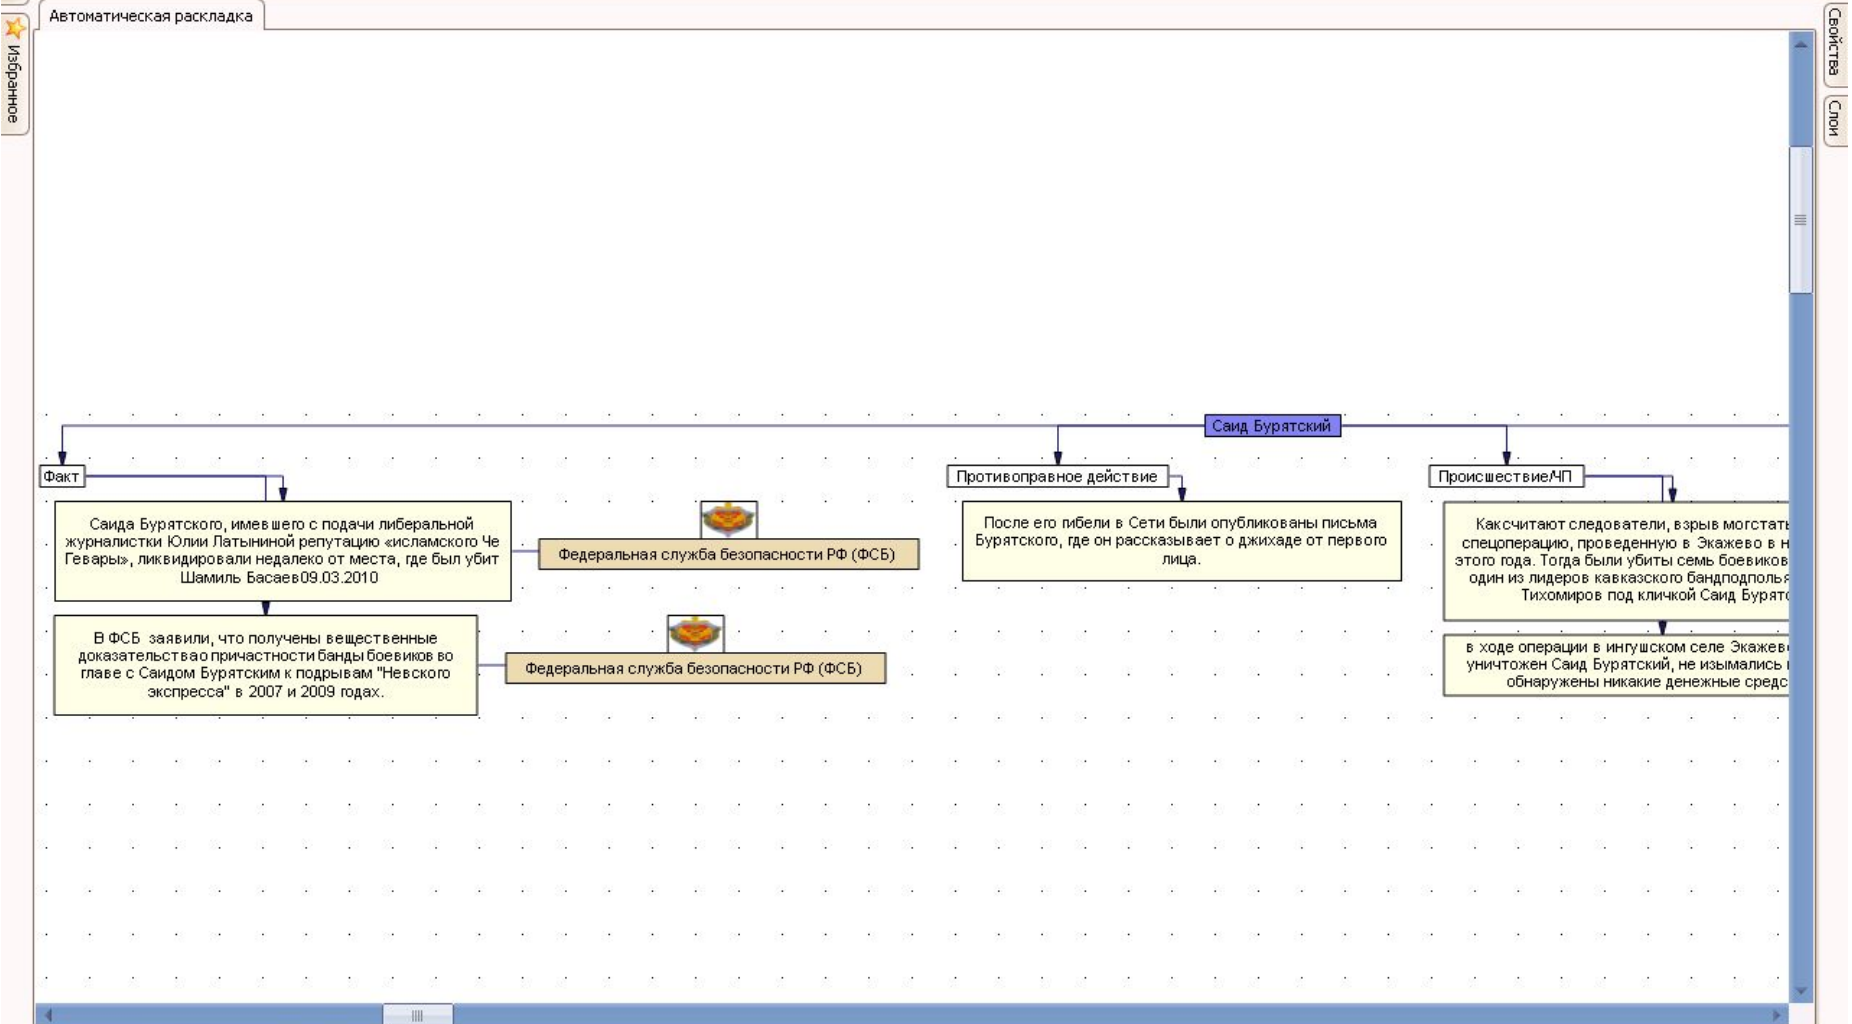 Автоматическая раскладка
Избранное
Свойства
Слои
Саид Бурятский
Факт
Саида Бурятского, имевшего с подачи либеральной
журналистки Юлии Латыниной репутацию «исламского Че
Гевары», ликвидировали недалеко от места, где был убит
Шамиль Басаев09.03.2010
Федеральная служба безопасности РФ (ФСБ)
В ФСБ заявили, что получены вещественные
доказательствао причастности банды боевиков во
главе с Саидом Бурятским к подрывам "Невского
экспресса" в 2007 и 2009 годах.
Федеральная служба безопасности РФ (ФСБ)
Противоправное действие
После его гибели в Сети были опубликованы письма
Бурятского, где он рассказывает о джихаде от первого
лица.
Происшествие/ЧП
Каксчитают следователи, взрыв могстать
спецоперацию, проведенную в Экажево в н
этого года. Тогда были убиты семь боевиков
один из лидеров кавказского бандподполья
Тихомиров под кличкой Саид Бурятс
в ходе операции в ингушском селе Экажев
уничтожен Саид Бурятский, не изымались
обнаружены никакие денежные средс